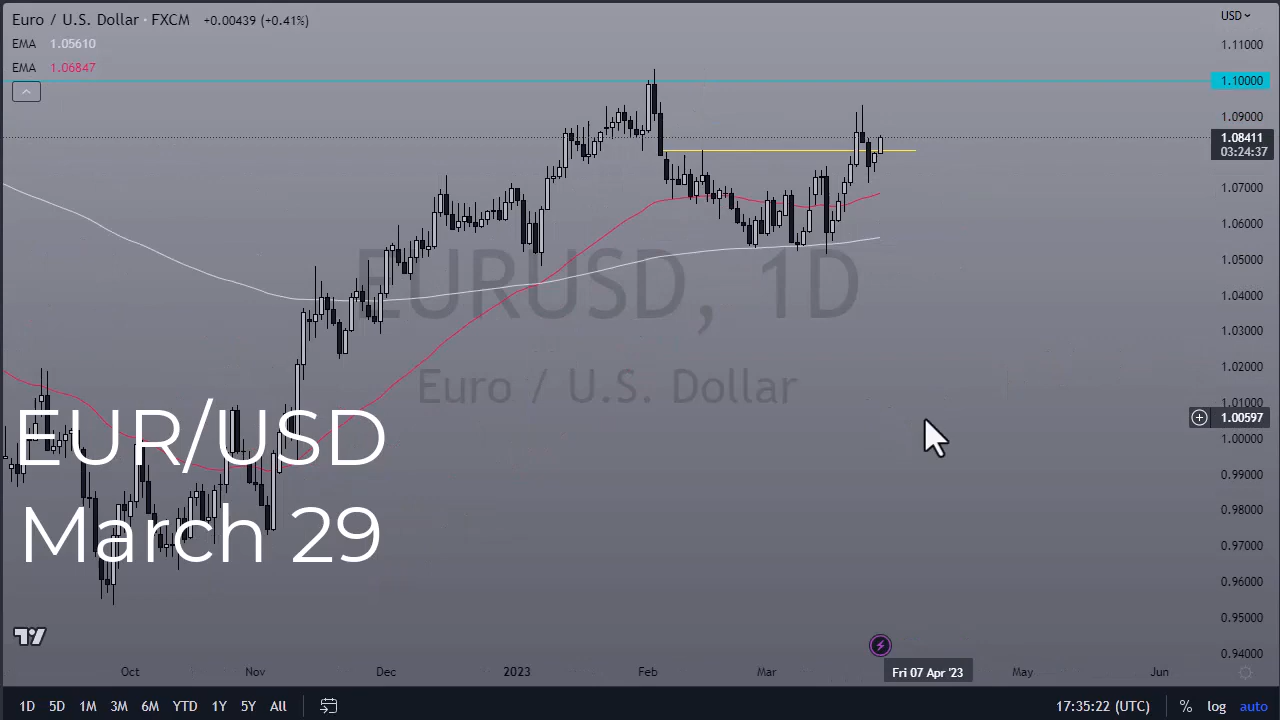 Euro / U.S. Dollar · FXCM +0.00439 (+0.41%)
USD
EMA 1.05610
EMA 1.06847
1.11000
1.10000
1.09000
1.08411
03:24:37
1.07000
1.06000
1.05000
1.04000
1.03000
1.02000
1.01000
1.00597
1.00000
0.99000
0.98000
0.97000
0.96000
0.95000
0.94000
EURUSD, 1D
Euro / U.S. Dollar
EUR/USD
March 29
Oct Nov Dec 2023 Feb Mar Fri 07 Apr '23 May Jun
1D 5D 1M 3M 6M YTD 1Y 5Y All 17:35:22 (UTC) % log auto